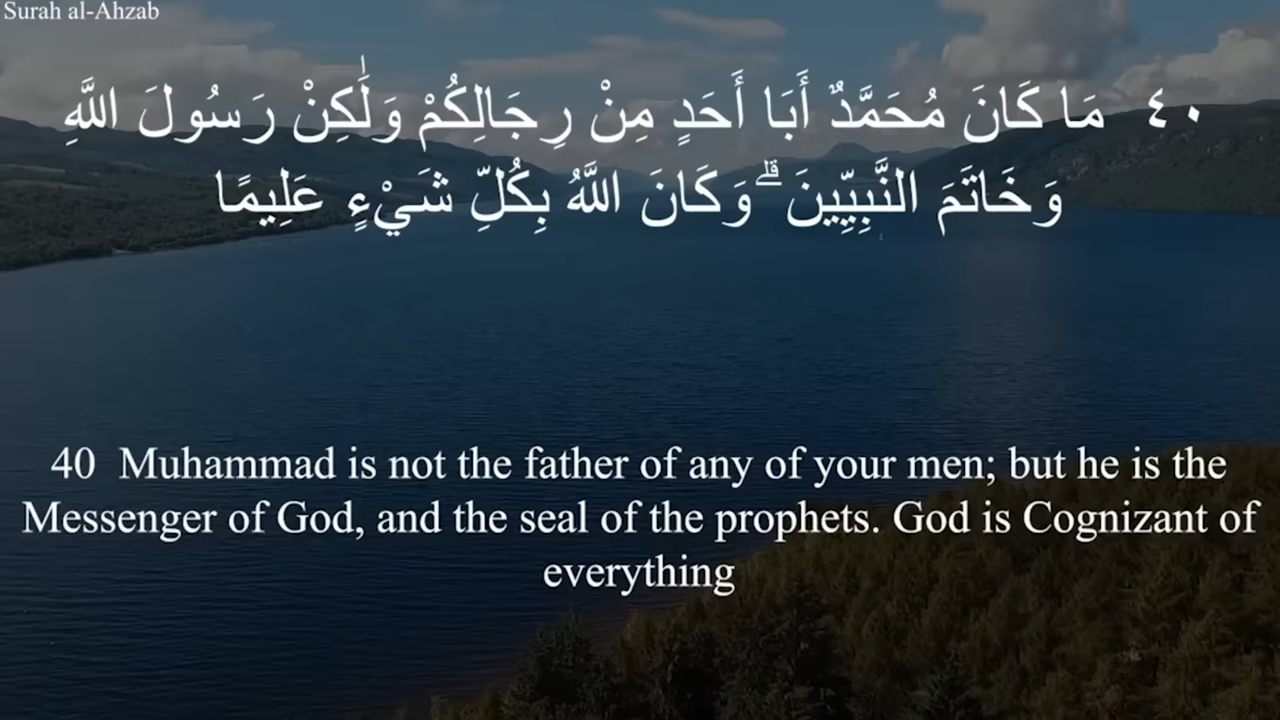 Surah al-Ahzab
٤٠ مَا كَانَ مُحَمَّدٌ أَبَا أَحَدٍ مِنْ رِجَالِكُمْ وَلَٰكِنْ رَسُولَ اللَّهِ
وَخَاتَمَ النَّبِيِّينَ ۗ وَكَانَ اللَّهُ بِكُلِّ شَيْءٍ عَلِيمًا
40 Muhammad is not the father of any of your men; but he is the
Messenger of God, and the seal of the prophets. God is Cognizant of
everything